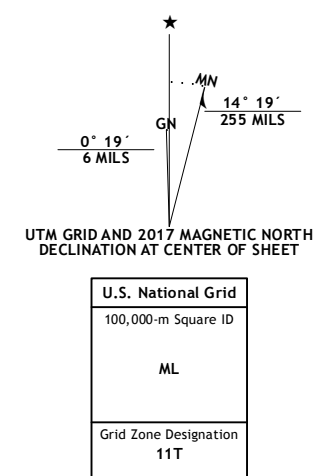 MN
GN
14° 19´
255 MILS
0° 19´
6 MILS
UTM GRID AND 2017 MAGNETIC NORTH
DECLINATION AT CENTER OF SHEET
U.S. National Grid
100,000-m Square ID
ML
Grid Zone Designation
11T